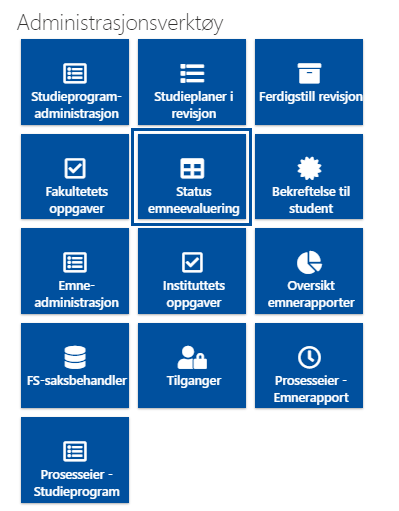 Administrasjonsverktøy
Studieprogram-
administrasjon
Studieplaner i
revisjon
Ferdigstill revisjon
Fakultetets
oppgaver
Status
emneevaluering
Bekreftelse til
student
Emne-
administrasjon
Instituttets
oppgaver
Oversikt
emnerapporter
FS-saksbehandler
Tilganger
Prosesseier -
Emnerapport
Prosesseier -
Studieprogram